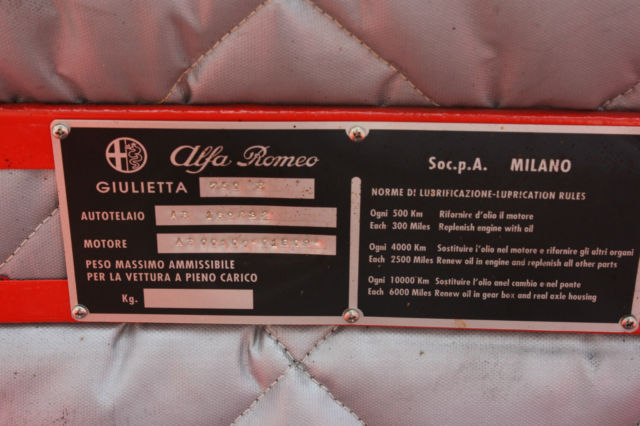 Alfa Romeo
GIULIETTA
AUTOTELAIO
MOTORE
PESO MASSIMO AMMISSIBILE
PER LA VETTURA A PIENO CARICO
Kg.
Soc.p.A. MILANO
NORME DI LUBRIFICAZIONE-LUBRICATION RULES
Ogni 500 Km Rifornire d'olio il motore
Each 300 Miles Replenish engine with oil
Ogni 4000 Km Sostituire l'olio nel motore e rifornire gli altri organi
Each 2500 Miles Renew oil in engine and replenish all other parts
Ogni 10000 Km Sostituire l'olio anel cambio e nel ponte
Each 6000 Miles Renew oil in gear box and real axle housing